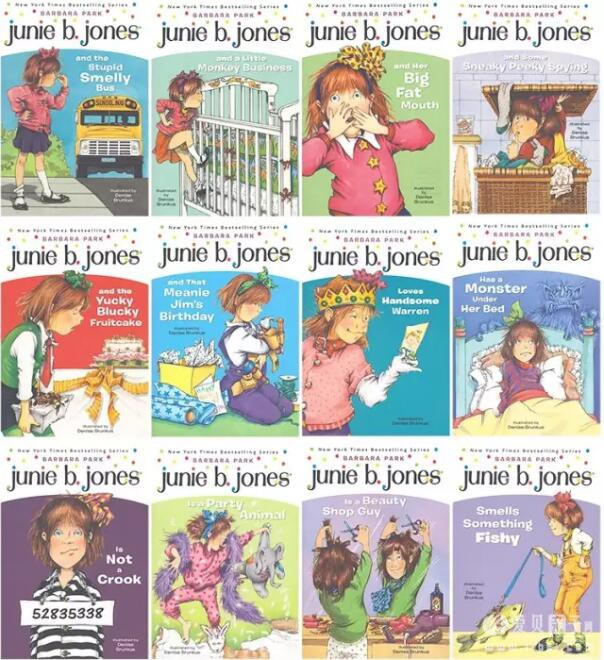 New York Times Bestselling Series
BARBARA PARK
junie b. jones
and the
Stupid
Smelly
Bus
SCHOOL BUS
Illustrated by
Denise Brunkus
New York Times Bestselling Series
BARBARA PARK
junie b. jones
and a Little
Monkey Business
Illustrated by
Denise Brunkus
New York Times Bestselling Series
BARBARA PARK
junie b. jones
and Her
Big
Fat
Mouth
Illustrated by
Denise Brunkus
New York Times Bestselling Series
BARBARA PARK
junie b. jones
and Some
Sneaky Peeky Spying
Illustrated by
Denise Brunkus
New York Times Bestselling Series
BARBARA PARK
junie b. jones
and the
Yucky
Blucky
Fruitcake
Illustrated by
Denise Brunkus
New York Times Bestselling Series
BARBARA PARK
junie b. jones
and That
Meanie
Jim's
Birthday
Illustrated by
Denise Brunkus
New York Times Bestselling Series
BARBARA PARK
junie b. jones
Loves
Handsome
Warren
Illustrated by
Denise Brunkus
New York Times Bestselling Series
BARBARA PARK
junie b. jones
Has a
Monster
Under
Her Bed
Illustrated by
Denise Brunkus
New York Times Bestselling Series
BARBARA PARK
junie b. jones
Is
Not
a
Crook
52835338
Illustrated by
Denise Brunkus
New York Times Bestselling Series
BARBARA PARK
junie b. jones
Is a Party
Animal
Illustrated by
Denise Brunkus
New York Times Bestselling Series
BARBARA PARK
junie b. jones
Is a Beauty
Shop Guy
Illustrated by
Denise Brunkus
New York Times Bestselling Series
BARBARA PARK
junie b. jones
Smells
Something
Fishy
Illustrated by
Denise Brunkus